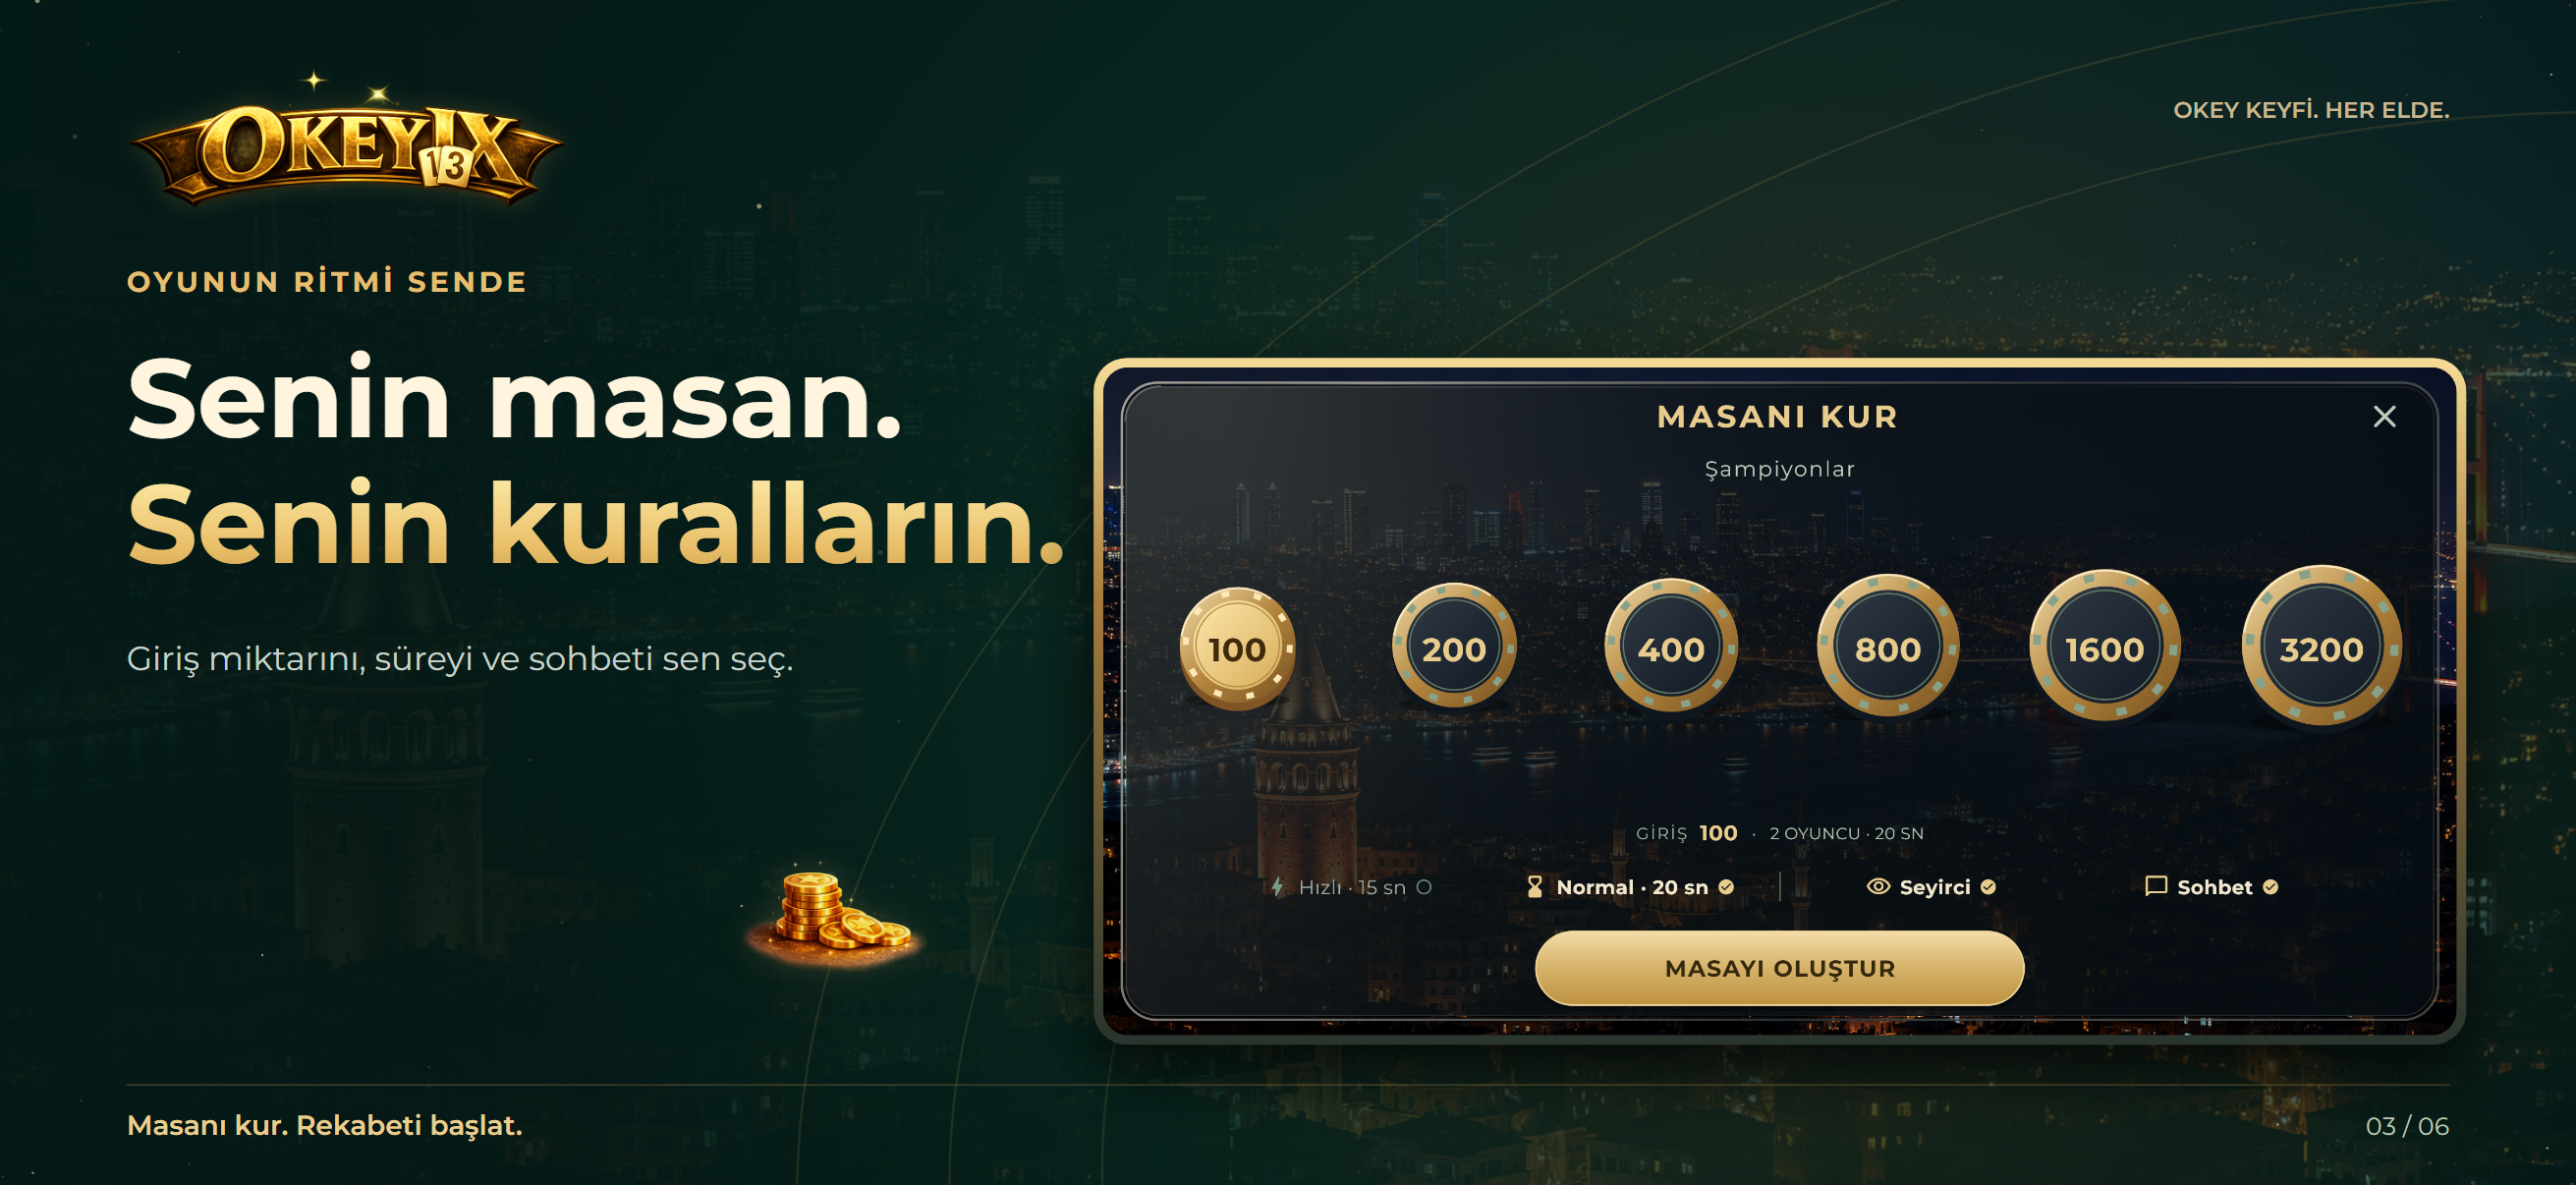 OKEYIX
13
OKEY KEYFİ. HER ELDE.
OYUNUN RİTMİ SENDE
Senin masan.
Senin kuralların.
Giriş miktarını, süreyi ve sohbeti sen seç.
MASANI KUR
Şampiyonlar
100 200 400 800 1600 3200
GİRİŞ 100 · 2 OYUNCU · 20 SN
Hızlı · 15 sn Normal · 20 sn Seyirci Sohbet
MASAYI OLUŞTUR
Masanı kur. Rekabeti başlat.
03 / 06